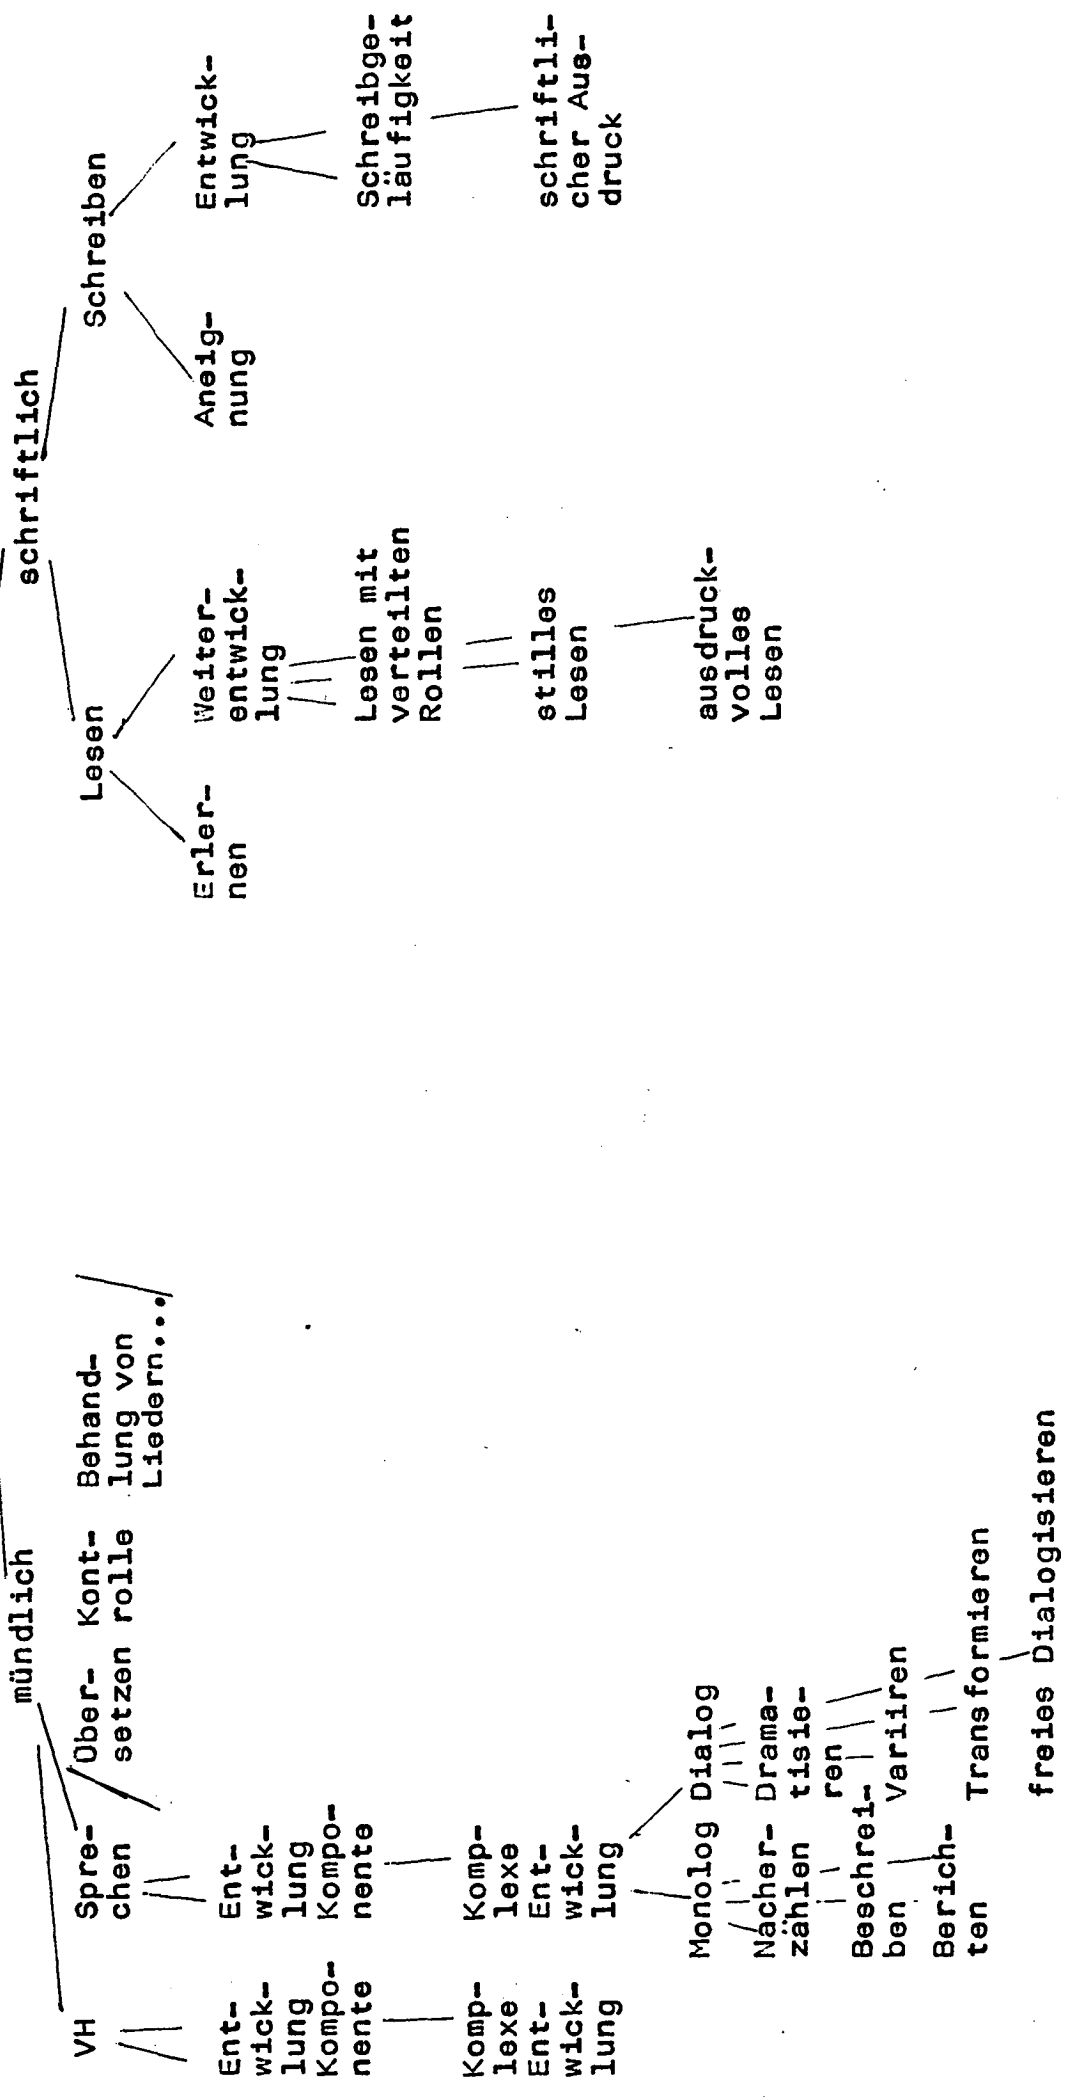 mündlich
schriftlich
VH
Spre-
chen
Über-
setzen
Kont-
rolle
Behand-
lung von
Liedern...
Lesen
Schreiben
Ent-
wick-
lung
Kompo-
nente
Komp-
lexe
Ent-
wick-
lung
Ent-
wick-
lung
Kompo-
nente
Komp-
lexe
Ent-
wick-
lung
Monolog
Nacher-
zählen
Beschrei-
ben
Berich-
ten
Dialog
Drama-
tisie-
ren
Variiren
Transformieren
freies Dialogisieren
Erler-
nen
Weiter-
entwick-
lung
Lesen mit
verteilten
Rollen
stilles
Lesen
ausdruck-
volles
Lesen
Aneig-
nung
Entwick-
lung
Schreibge-
läufigkeit
schriftli-
cher Aus-
druck